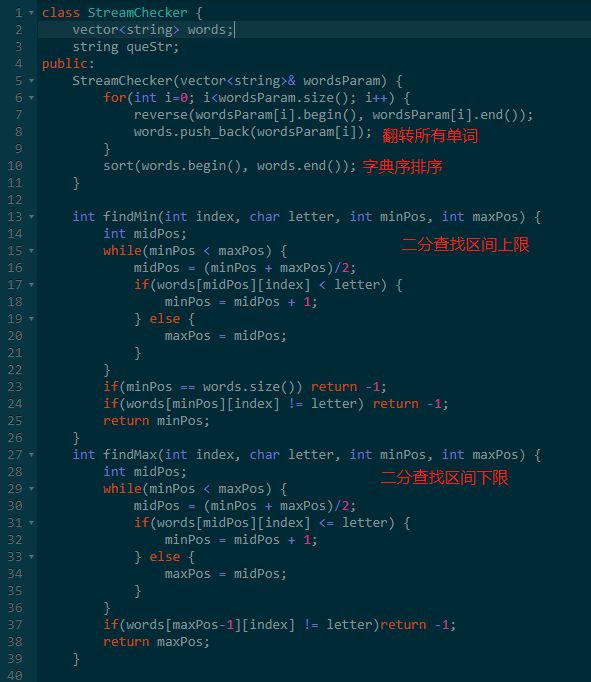 1 class StreamChecker {
2     vector<string> words;
3     string queStr;
4 public:
5     StreamChecker(vector<string>& wordsParam) {
6         for(int i=0; i<wordsParam.size(); i++) {
7             reverse(wordsParam[i].begin(), wordsParam[i].end());
8             words.push_back(wordsParam[i]); 翻转所有单词
9         }
10         sort(words.begin(), words.end()); 字典序排序
11     }
12
13     int findMin(int index, char letter, int minPos, int maxPos) {
14         int midPos; 二分查找区间上限
15         while(minPos < maxPos) {
16             midPos = (minPos + maxPos)/2;
17             if(words[midPos][index] < letter) {
18                 minPos = midPos + 1;
19             } else {
20                 maxPos = midPos;
21             }
22         }
23         if(minPos == words.size()) return -1;
24         if(words[minPos][index] != letter) return -1;
25         return minPos;
26     }
27     int findMax(int index, char letter, int minPos, int maxPos) {
28         int midPos; 二分查找区间下限
29         while(minPos < maxPos) {
30             midPos = (minPos + maxPos)/2;
31             if(words[midPos][index] <= letter) {
32                 minPos = midPos + 1;
33             } else {
34                 maxPos = midPos;
35             }
36         }
37         if(words[maxPos-1][index] != letter)return -1;
38         return maxPos;
39     }
40